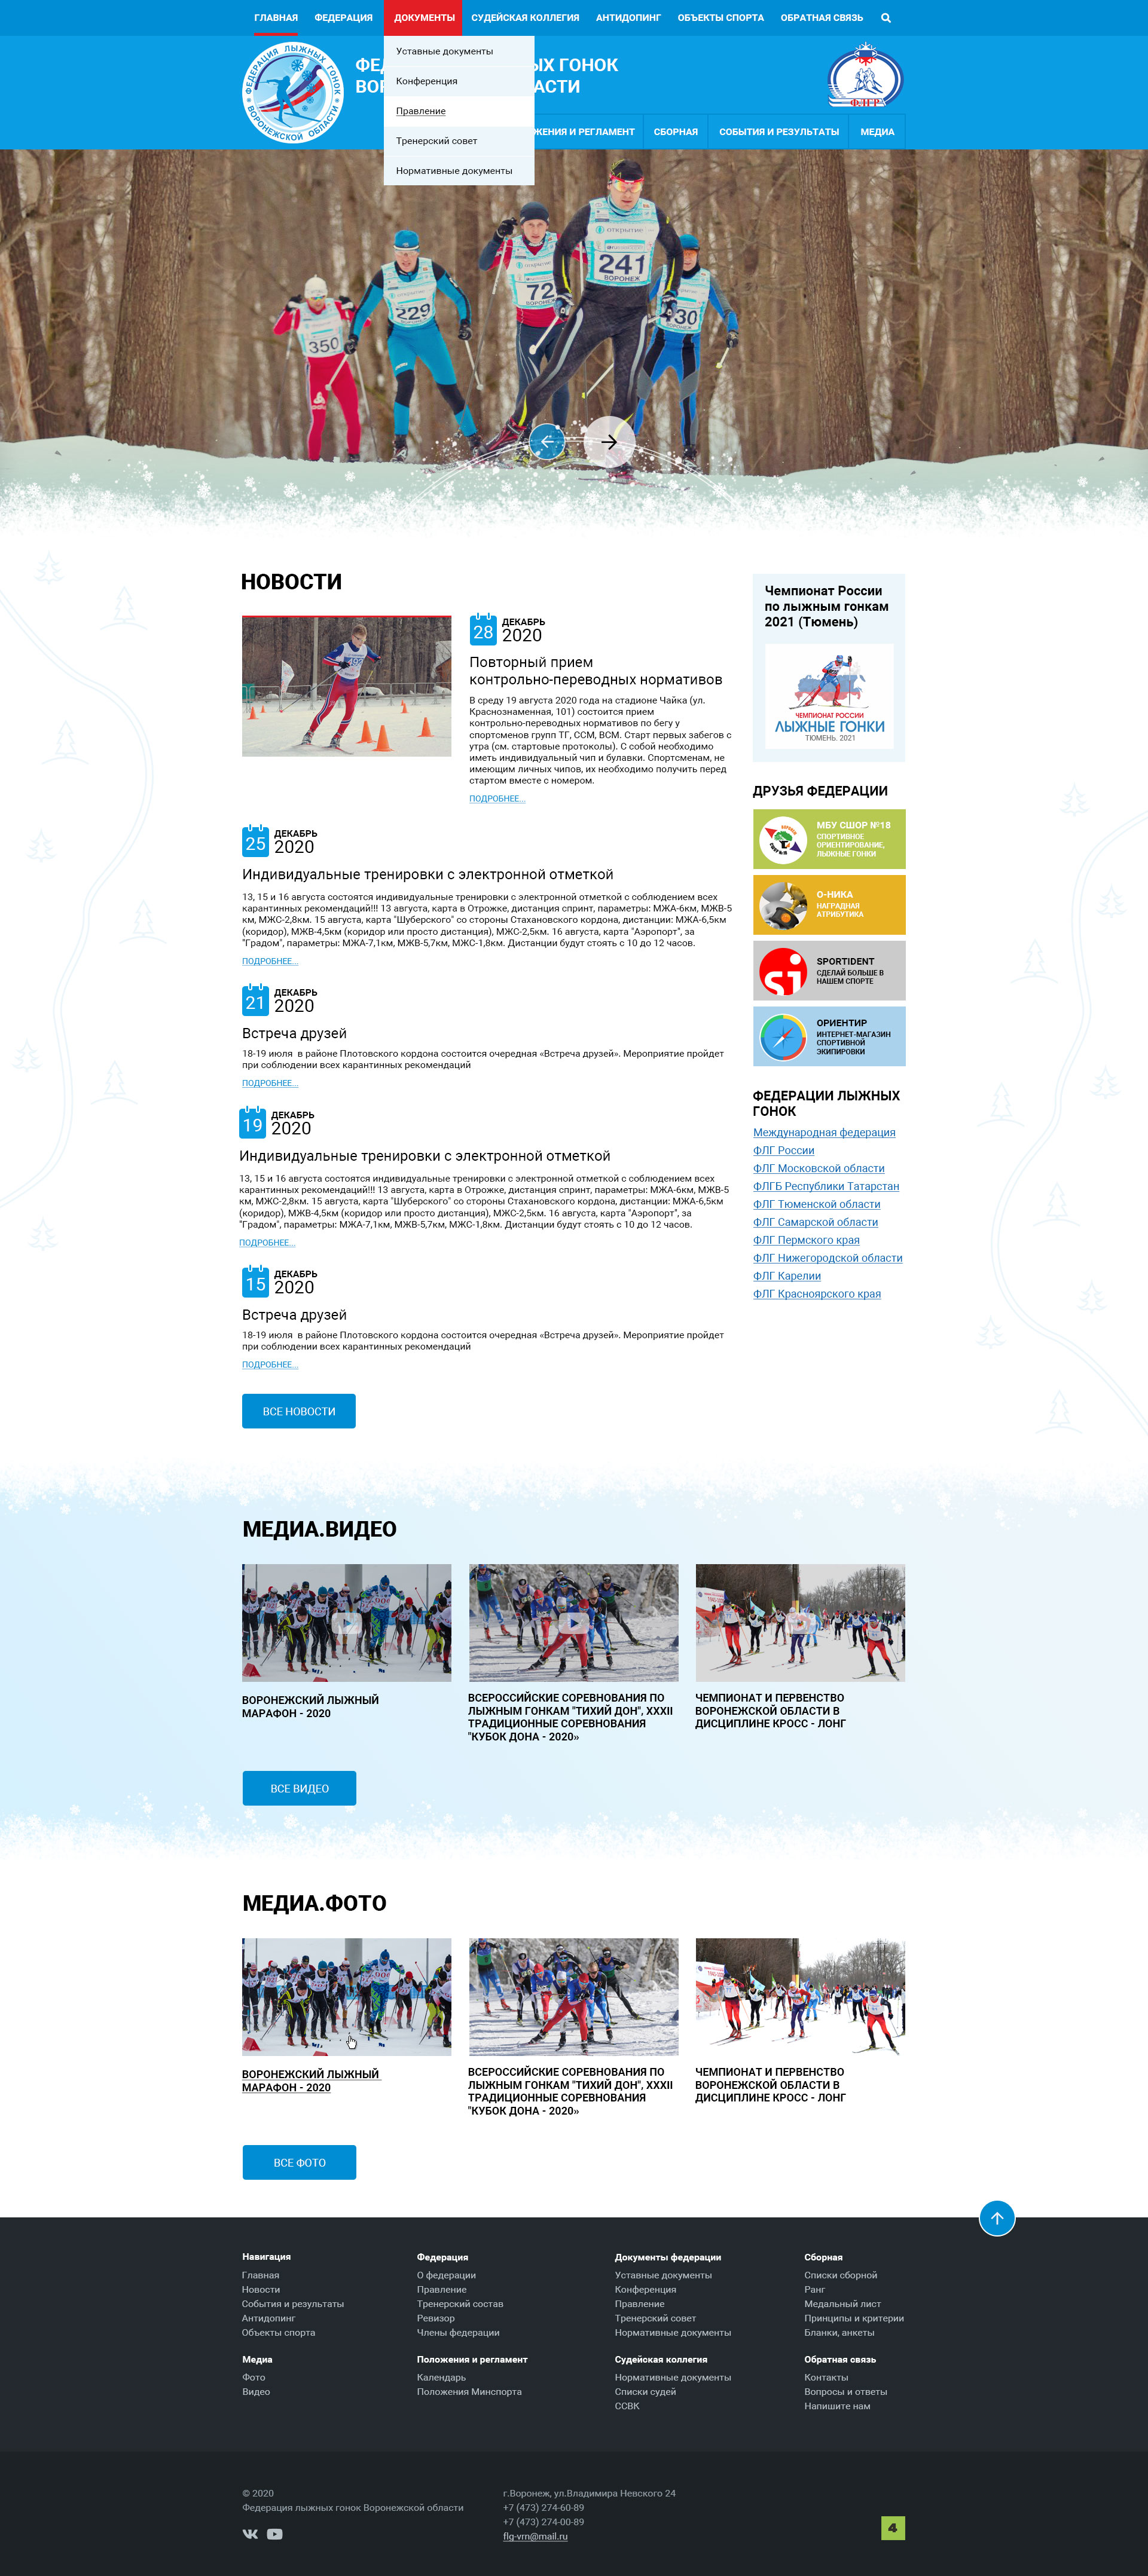 ГЛАВНАЯ ФЕДЕРАЦИЯ ДОКУМЕНТЫ СУДЕЙСКАЯ КОЛЛЕГИЯ АНТИДОПИНГ ОБЪЕКТЫ СПОРТА ОБРАТНАЯ СВЯЗЬ
Уставные документы
Конференция
Правление
Тренерский совет
Нормативные документы
ФЕДЕРАЦИЯ ЛЫЖНЫХ ГОНОК
ВОРОНЕЖСКОЙ ОБЛАСТИ
ФЕД ЫХ ГОНОК
ВОР АСТИ
ФЛГР
ЖЕНИЯ И РЕГЛАМЕНТ СБОРНАЯ СОБЫТИЯ И РЕЗУЛЬТАТЫ МЕДИА
открытие
241
ВОРОНЕЖ
открытие
72
229
30
350
НОВОСТИ
28 ДЕКАБРЬ
2020
Повторный прием
контрольно-переводных нормативов
В среду 19 августа 2020 года на стадионе Чайка (ул.
Краснознаменная, 101) состоится прием
контрольно-переводных нормативов по бегу у
спортсменов групп ТГ, ССМ, ВСМ. Старт первых забегов с
утра (см. стартовые протоколы). С собой необходимо
иметь индивидуальный чип и булавки. Спортсменам, не
имеющим личных чипов, их необходимо получить перед
стартом вместе с номером.
ПОДРОБНЕЕ...
25 ДЕКАБРЬ
2020
Индивидуальные тренировки с электронной отметкой
13, 15 и 16 августа состоятся индивидуальные тренировки с электронной отметкой с соблюдением всех
карантинных рекомендаций!!! 13 августа, карта в Отрожке, дистанция спринт, параметры: МЖА-6км, МЖВ-5
км, МЖС-2,8км. 15 августа, карта "Шуберского" со стороны Стахановского кордона, дистанции: МЖА-6,5км
(коридор), МЖВ-4,5км (коридор или просто дистанция), МЖС-2,5км. 16 августа, карта "Аэропорт", за
"Градом", параметры: МЖА-7,1км, МЖВ-5,7км, МЖС-1,8км. Дистанции будут стоять с 10 до 12 часов.
ПОДРОБНЕЕ...
21 ДЕКАБРЬ
2020
Встреча друзей
18-19 июля в районе Плотовского кордона состоится очередная «Встреча друзей». Мероприятие пройдет
при соблюдении всех карантинных рекомендаций
ПОДРОБНЕЕ...
19 ДЕКАБРЬ
2020
Индивидуальные тренировки с электронной отметкой
13, 15 и 16 августа состоятся индивидуальные тренировки с электронной отметкой с соблюдением всех
карантинных рекомендаций!!! 13 августа, карта в Отрожке, дистанция спринт, параметры: МЖА-6км, МЖВ-5
км, МЖС-2,8км. 15 августа, карта "Шуберского" со стороны Стахановского кордона, дистанции: МЖА-6,5км
(коридор), МЖВ-4,5км (коридор или просто дистанция), МЖС-2,5км. 16 августа, карта "Аэропорт", за
"Градом", параметры: МЖА-7,1км, МЖВ-5,7км, МЖС-1,8км. Дистанции будут стоять с 10 до 12 часов.
ПОДРОБНЕЕ...
15 ДЕКАБРЬ
2020
Встреча друзей
18-19 июля в районе Плотовского кордона состоится очередная «Встреча друзей». Мероприятие пройдет
при соблюдении всех карантинных рекомендаций
ПОДРОБНЕЕ...
ВСЕ НОВОСТИ
Чемпионат России
по лыжным гонкам
2021 (Тюмень)
ЧЕМПИОНАТ РОССИИ
ЛЫЖНЫЕ ГОНКИ
ТЮМЕНЬ. 2021
ДРУЗЬЯ ФЕДЕРАЦИИ
МБУ СШОР №18
СПОРТИВНОЕ
ОРИЕНТИРОВАНИЕ,
ЛЫЖНЫЕ ГОНКИ
О-НИКА
НАГРАДНАЯ
АТРИБУТИКА
si
SPORTIDENT
СДЕЛАЙ БОЛЬШЕ В
НАШЕМ СПОРТЕ
ОРИЕНТИР
ИНТЕРНЕТ-МАГАЗИН
СПОРТИВНОЙ
ЭКИПИРОВКИ
ФЕДЕРАЦИИ ЛЫЖНЫХ
ГОНОК
Международная федерация
ФЛГ России
ФЛГ Московской области
ФЛГБ Республики Татарстан
ФЛГ Тюменской области
ФЛГ Самарской области
ФЛГ Пермского края
ФЛГ Нижегородской области
ФЛГ Карелии
ФЛГ Красноярского края
МЕДИА.ВИДЕО
ВОРОНЕЖСКИЙ ЛЫЖНЫЙ
МАРАФОН - 2020
ВСЕРОССИЙСКИЕ СОРЕВНОВАНИЯ ПО
ЛЫЖНЫМ ГОНКАМ "ТИХИЙ ДОН", XXXII
ТРАДИЦИОННЫЕ СОРЕВНОВАНИЯ
"КУБОК ДОНА - 2020»
ЧЕМПИОНАТ И ПЕРВЕНСТВО
ВОРОНЕЖСКОЙ ОБЛАСТИ В
ДИСЦИПЛИНЕ КРОСС - ЛОНГ
ВСЕ ВИДЕО
МЕДИА.ФОТО
ВОРОНЕЖСКИЙ ЛЫЖНЫЙ
МАРАФОН - 2020
ВСЕРОССИЙСКИЕ СОРЕВНОВАНИЯ ПО
ЛЫЖНЫМ ГОНКАМ "ТИХИЙ ДОН", XXXII
ТРАДИЦИОННЫЕ СОРЕВНОВАНИЯ
"КУБОК ДОНА - 2020»
ЧЕМПИОНАТ И ПЕРВЕНСТВО
ВОРОНЕЖСКОЙ ОБЛАСТИ В
ДИСЦИПЛИНЕ КРОСС - ЛОНГ
ВСЕ ФОТО
Навигация
Главная
Новости
События и результаты
Антидопинг
Объекты спорта
Федерация
О федерации
Правление
Тренерский состав
Ревизор
Члены федерации
Документы федерации
Уставные документы
Конференция
Правление
Тренерский совет
Нормативные документы
Сборная
Списки сборной
Ранг
Медальный лист
Принципы и критерии
Бланки, анкеты
Медиа
Фото
Видео
Положения и регламент
Календарь
Положения Минспорта
Судейская коллегия
Нормативные документы
Списки судей
ССВК
Обратная связь
Контакты
Вопросы и ответы
Напишите нам
© 2020
Федерация лыжных гонок Воронежской области
г.Воронеж, ул.Владимира Невского 24
+7 (473) 274-60-89
+7 (473) 274-00-89
flg-vrn@mail.ru
4